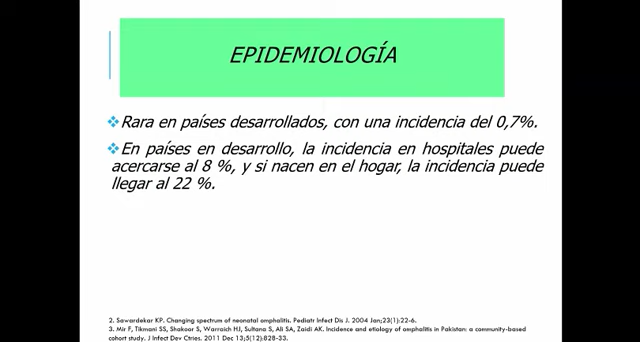 EPIDEMIOLOGÍA
❖Rara en países desarrollados, con una incidencia del 0,7%.
❖En países en desarrollo, la incidencia en hospitales puede
acercarse al 8 %, y si nacen en el hogar, la incidencia puede
llegar al 22 %.
2. Sawardekar KP. Changing spectrum of neonatal omphalitis. Pediatr Infect Dis J. 2004 Jan;23(1):22-6.
3. Mir F, Tikmani SS, Shakoor S, Warraich HJ, Sultana S, Ali SA, Zaidi AK. Incidence and etiology of omphalitis in Pakistan: a community-based
cohort study. J Infect Dev Ctries. 2011 Dec 13;5(12):828-33.